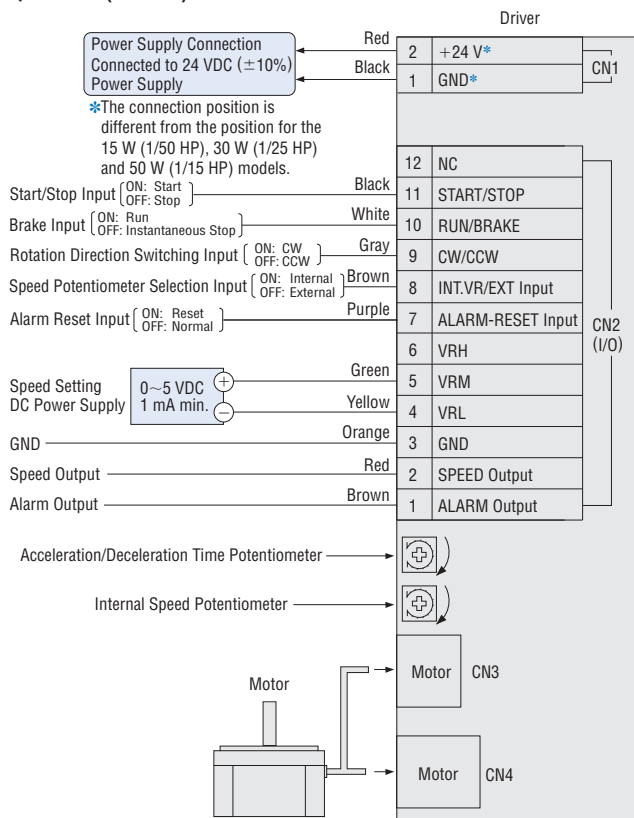 Driver
Power Supply Connection
Connected to 24 VDC (±10%)
Power Supply
Red
2 +24 V*
Black
1 GND*
CN1
*The connection position is
different from the position for the
15 W (1/50 HP), 30 W (1/25 HP)
and 50 W (1/15 HP) models.
12 NC
Start/Stop Input [ON: Start
OFF: Stop] Black 11 START/STOP
Brake Input [ON: Run
OFF: Instantaneous Stop] White 10 RUN/BRAKE
Rotation Direction Switching Input [ON: CW
OFF: CCW] Gray 9 CW/CCW
Speed Potentiometer Selection Input [ON: Internal
OFF: External] Brown 8 INT.VR/EXT Input
Alarm Reset Input [ON: Reset
OFF: Normal] Purple 7 ALARM-RESET Input
CN2
(I/O)
6 VRH
Speed Setting
DC Power Supply
0~5 VDC +
1 mA min. −
Green 5 VRM
Yellow 4 VRL
GND Orange 3 GND
Speed Output Red 2 SPEED Output
Alarm Output Brown 1 ALARM Output
Acceleration/Deceleration Time Potentiometer
Internal Speed Potentiometer
Motor CN3
Motor
Motor CN4